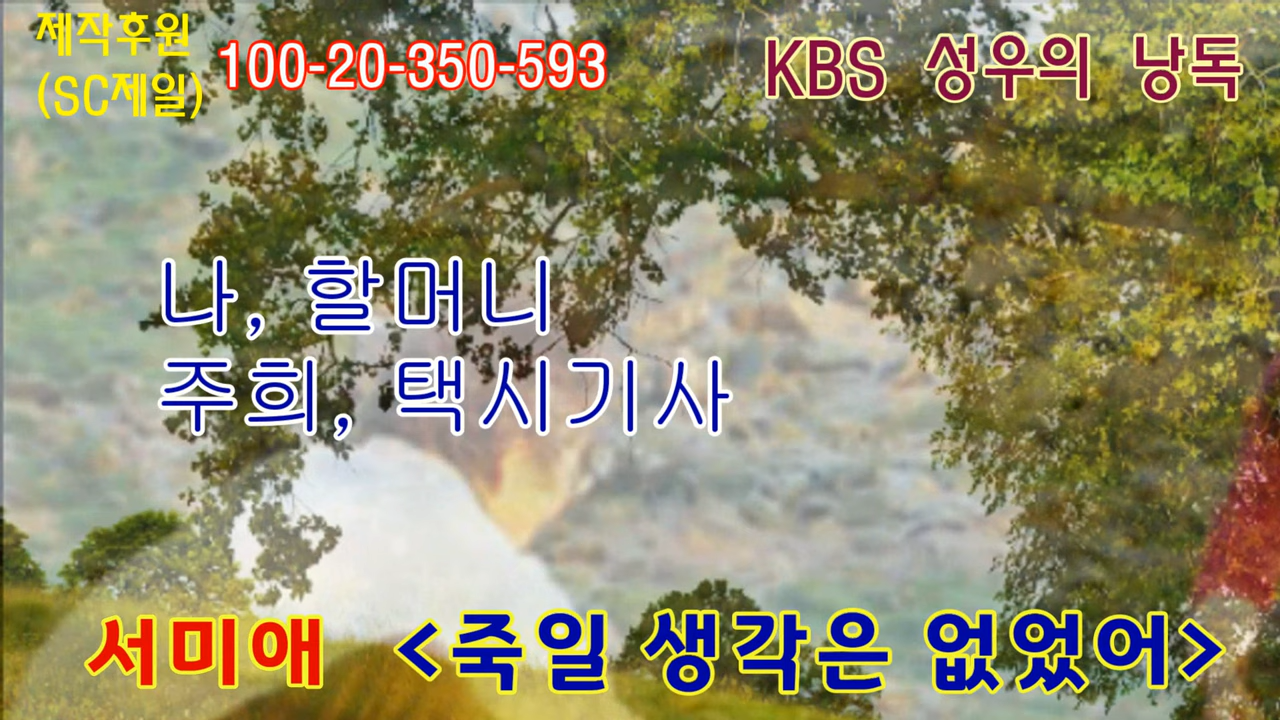 제작후원
(SC제일)
100-20-350-593
KBS 성우의 낭독
나, 할머니
주희, 택시기사
서미애 <죽일 생각은 없었어>